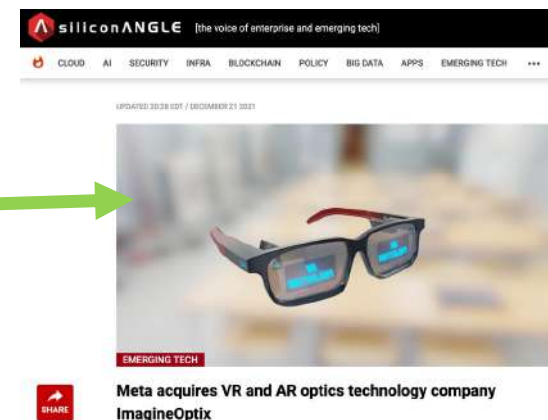 siliconANGLE [the voice of enterprise and emerging tech]
CLOUD AI SECURITY INFRA BLOCKCHAIN POLICY BIG DATA APPS EMERGING TECH •••
UPDATED 20:28 EDT / DECEMBER 21 2021
EMERGING TECH
SHARE
Meta acquires VR and AR optics technology company
ImagineOptix